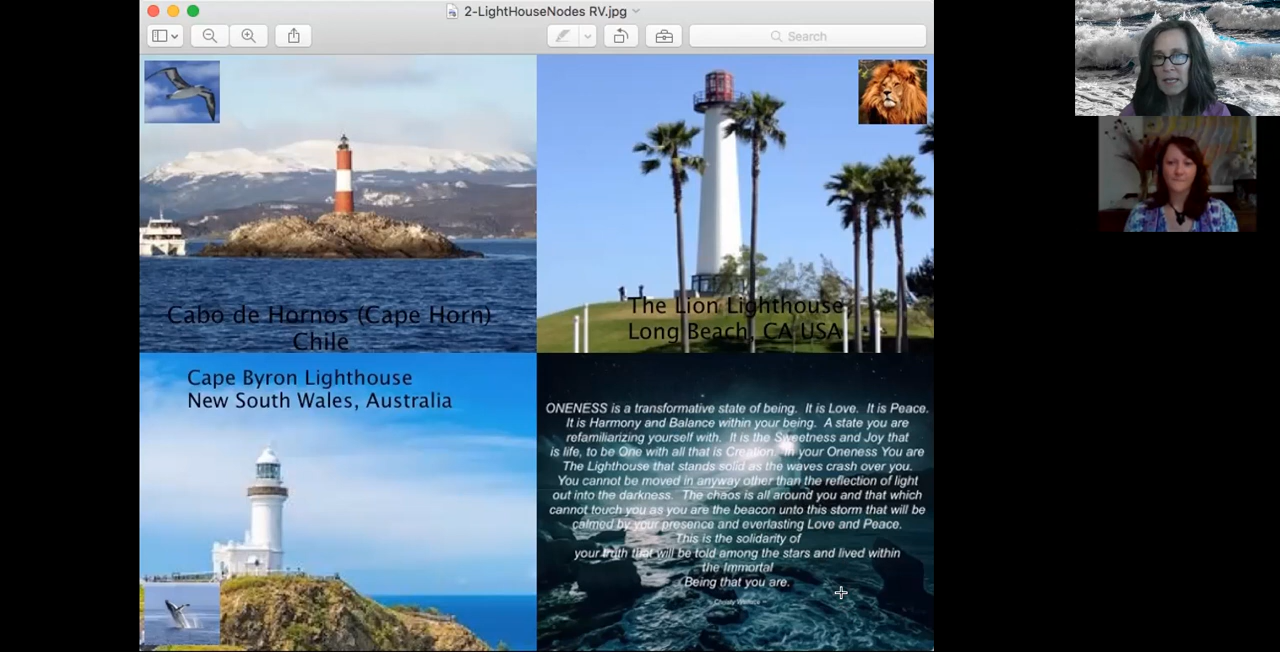 2-LightHouseNodes RV.jpg
Search
Cabo de Hornos (Cape Horn)
Chile
The Lion Lighthouse,
Long Beach, CA USA
Cape Byron Lighthouse
New South Wales, Australia
ONENESS is a transformative state of being. It is Love. It is Peace.
It is Harmony and Balance within your being. A state you are
refamiliarizing yourself with. It is the Sweetness and Joy that
is life, to be One with all that is Creation. In your Oneness You are
The Lighthouse that stands solid as the waves crash over you.
You cannot be moved in anyway other than the reflection of light
out into the darkness. The chaos is all around you and that which
cannot touch you as you are the beacon unto this storm that will be
calmed by your presence and everlasting Love and Peace.
This is the solidarity of
your truth that will be told among the stars and lived within
the Immortal
Being that you are.